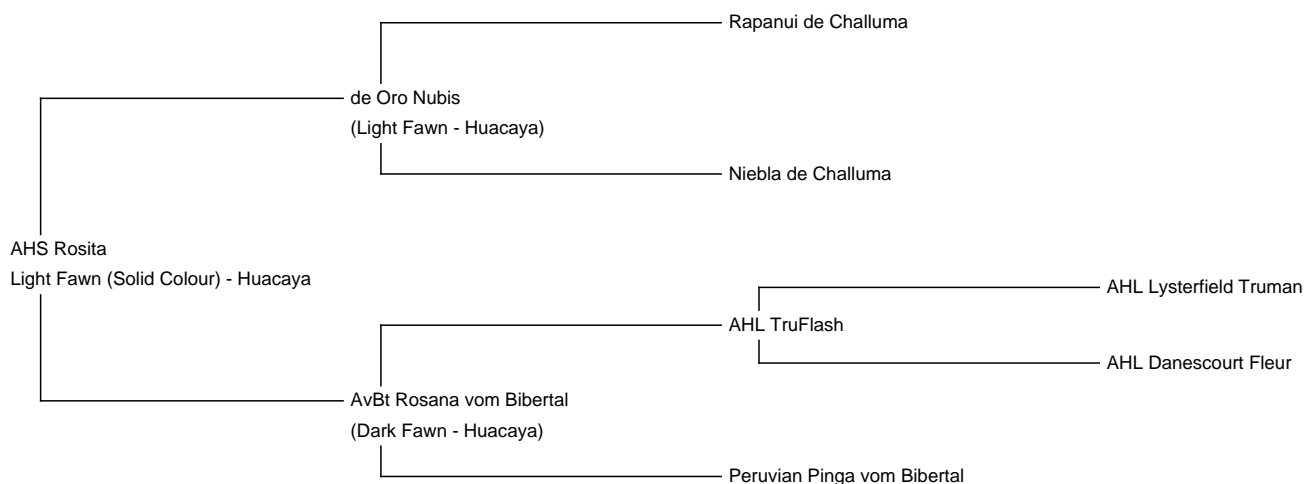 Rapanui de Challuma
de Oro Nubis
(Light Fawn - Huacaya)
Niebla de Challuma
AHS Rosita
Light Fawn (Solid Colour) - Huacaya
AHL Lysterfield Truman
AHL TruFlash
AHL Danescourt Fleur
AvBt Rosana vom Bibertal
(Dark Fawn - Huacaya)
Peruvian Pinga vom Bibertal